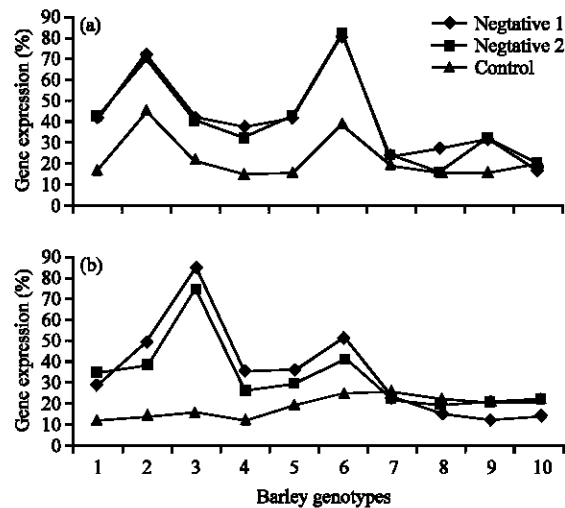 (a)
Negtative 1
Negtative 2
Control
Gene expression (%)
90
80
70
60
50
40
30
20
10
0
(b)
Gene expression (%)
90
80
70
60
50
40
30
20
10
0
1 2 3 4 5 6 7 8 9 10
Barley genotypes